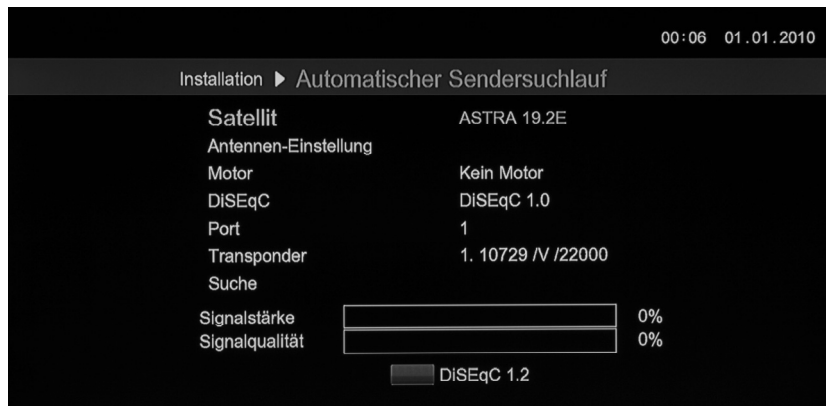 00:06 01.01.2010
Installation ▶ Automatischer Sendersuchlauf
Satellit ASTRA 19.2E
Antennen-Einstellung
Motor Kein Motor
DiSEqC DiSEqC 1.0
Port 1
Transponder 1. 10729 /V /22000
Suche
Signalstärke 0%
Signalqualität 0%
DiSEqC 1.2